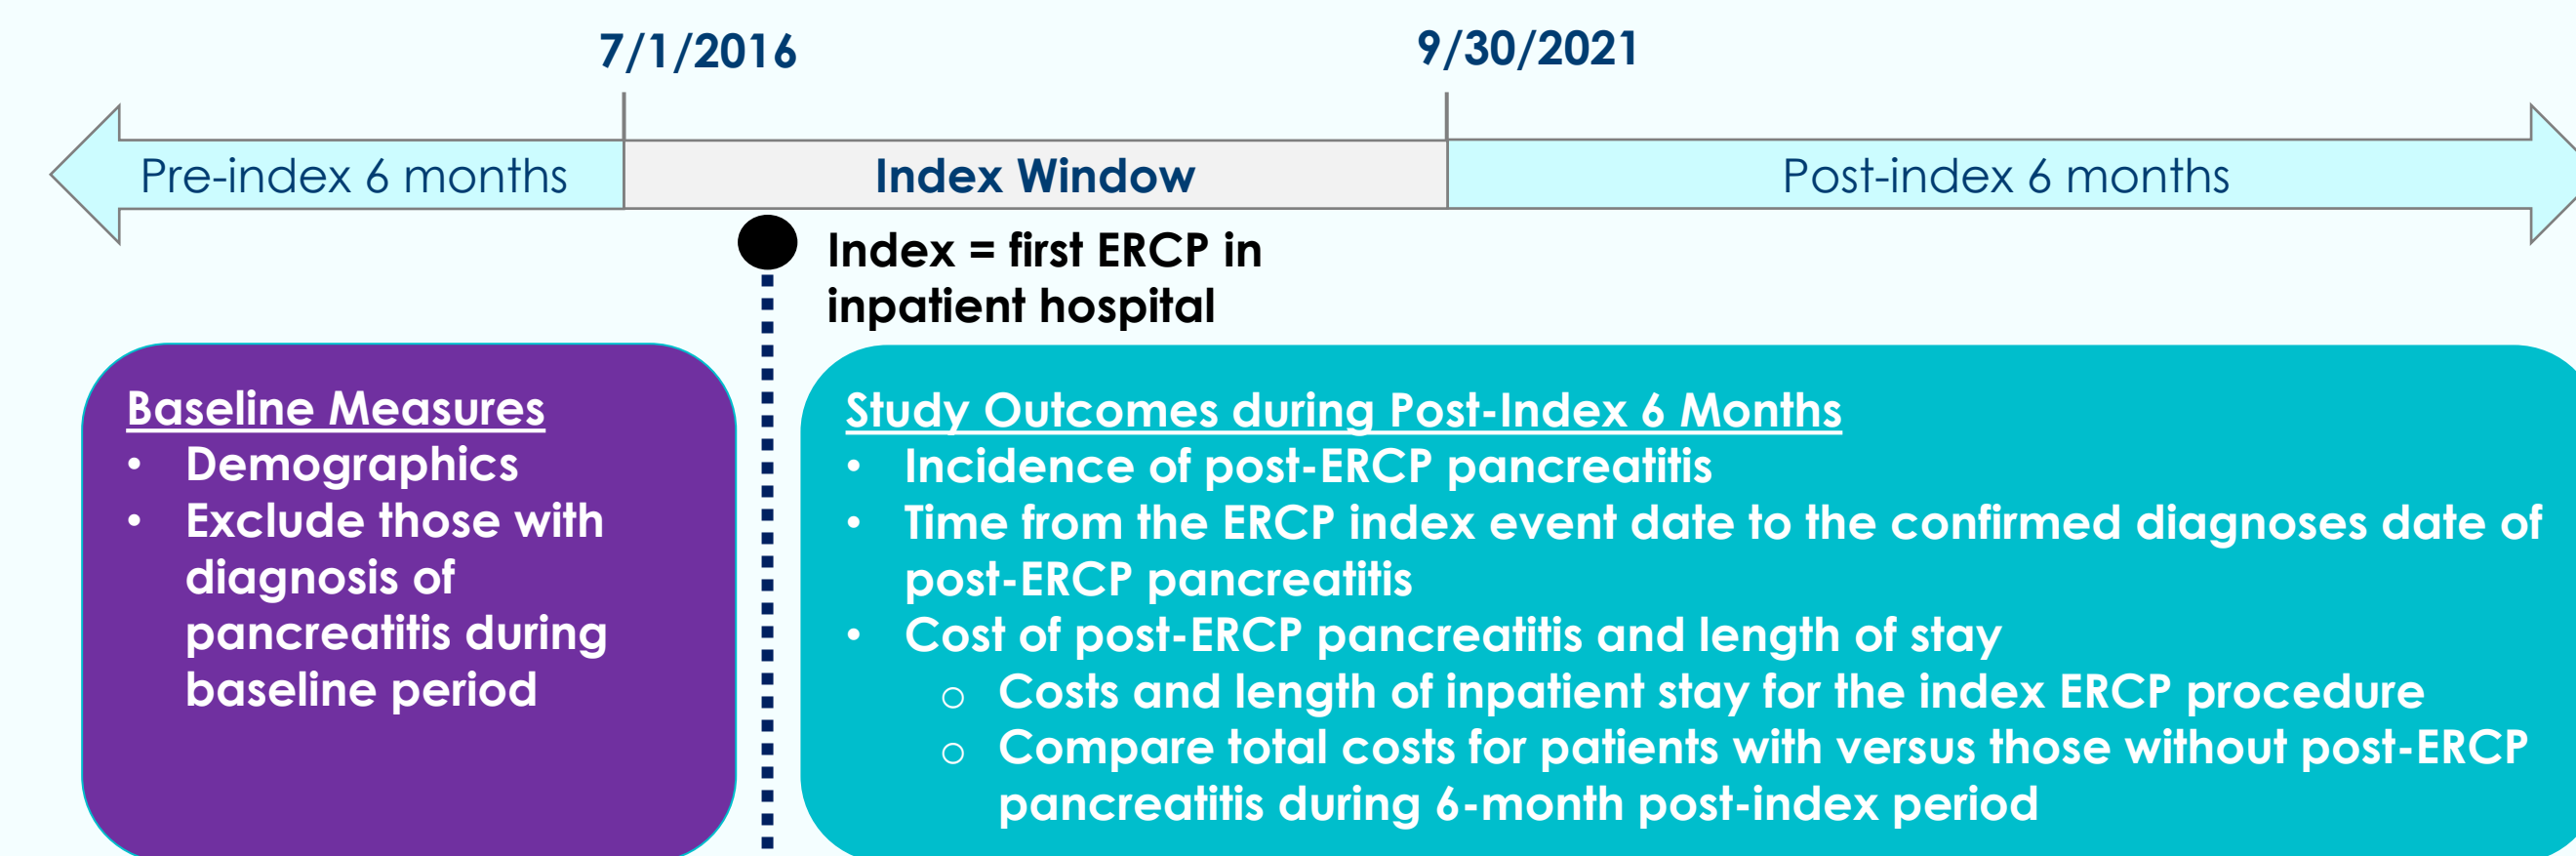 7/1/2016
9/30/2021
Pre-index 6 months
Index Window
Post-index 6 months
Index = first ERCP in
inpatient hospital
Baseline Measures
• Demographics
• Exclude those with
diagnosis of
pancreatitis during
baseline period
Study Outcomes during Post-Index 6 Months
• Incidence of post-ERCP pancreatitis
• Time from the ERCP index event date to the confirmed diagnoses date of
post-ERCP pancreatitis
• Cost of post-ERCP pancreatitis and length of stay
o Costs and length of inpatient stay for the index ERCP procedure
o Compare total costs for patients with versus those without post-ERCP
pancreatitis during 6-month post-index period